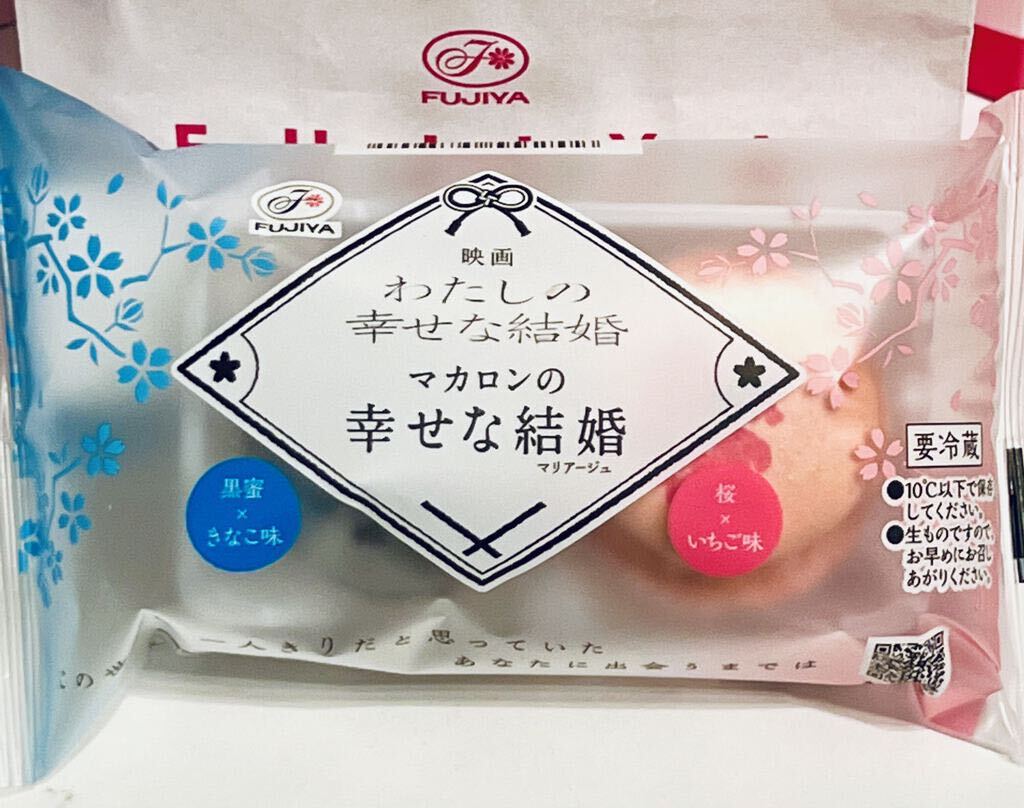 FUJIYA
FUJIYA
映画
わたしの
幸せな結婚
マカロンの
幸せな結婚
マリアージュ
黒蜜
×
きなこ味
桜
×
いちご味
要冷蔵
●10℃以下で保存
してください。
●生ものですので、
お早めにお召し
あがりください。
一人きりだと思っていた
あなたに出会うまでは